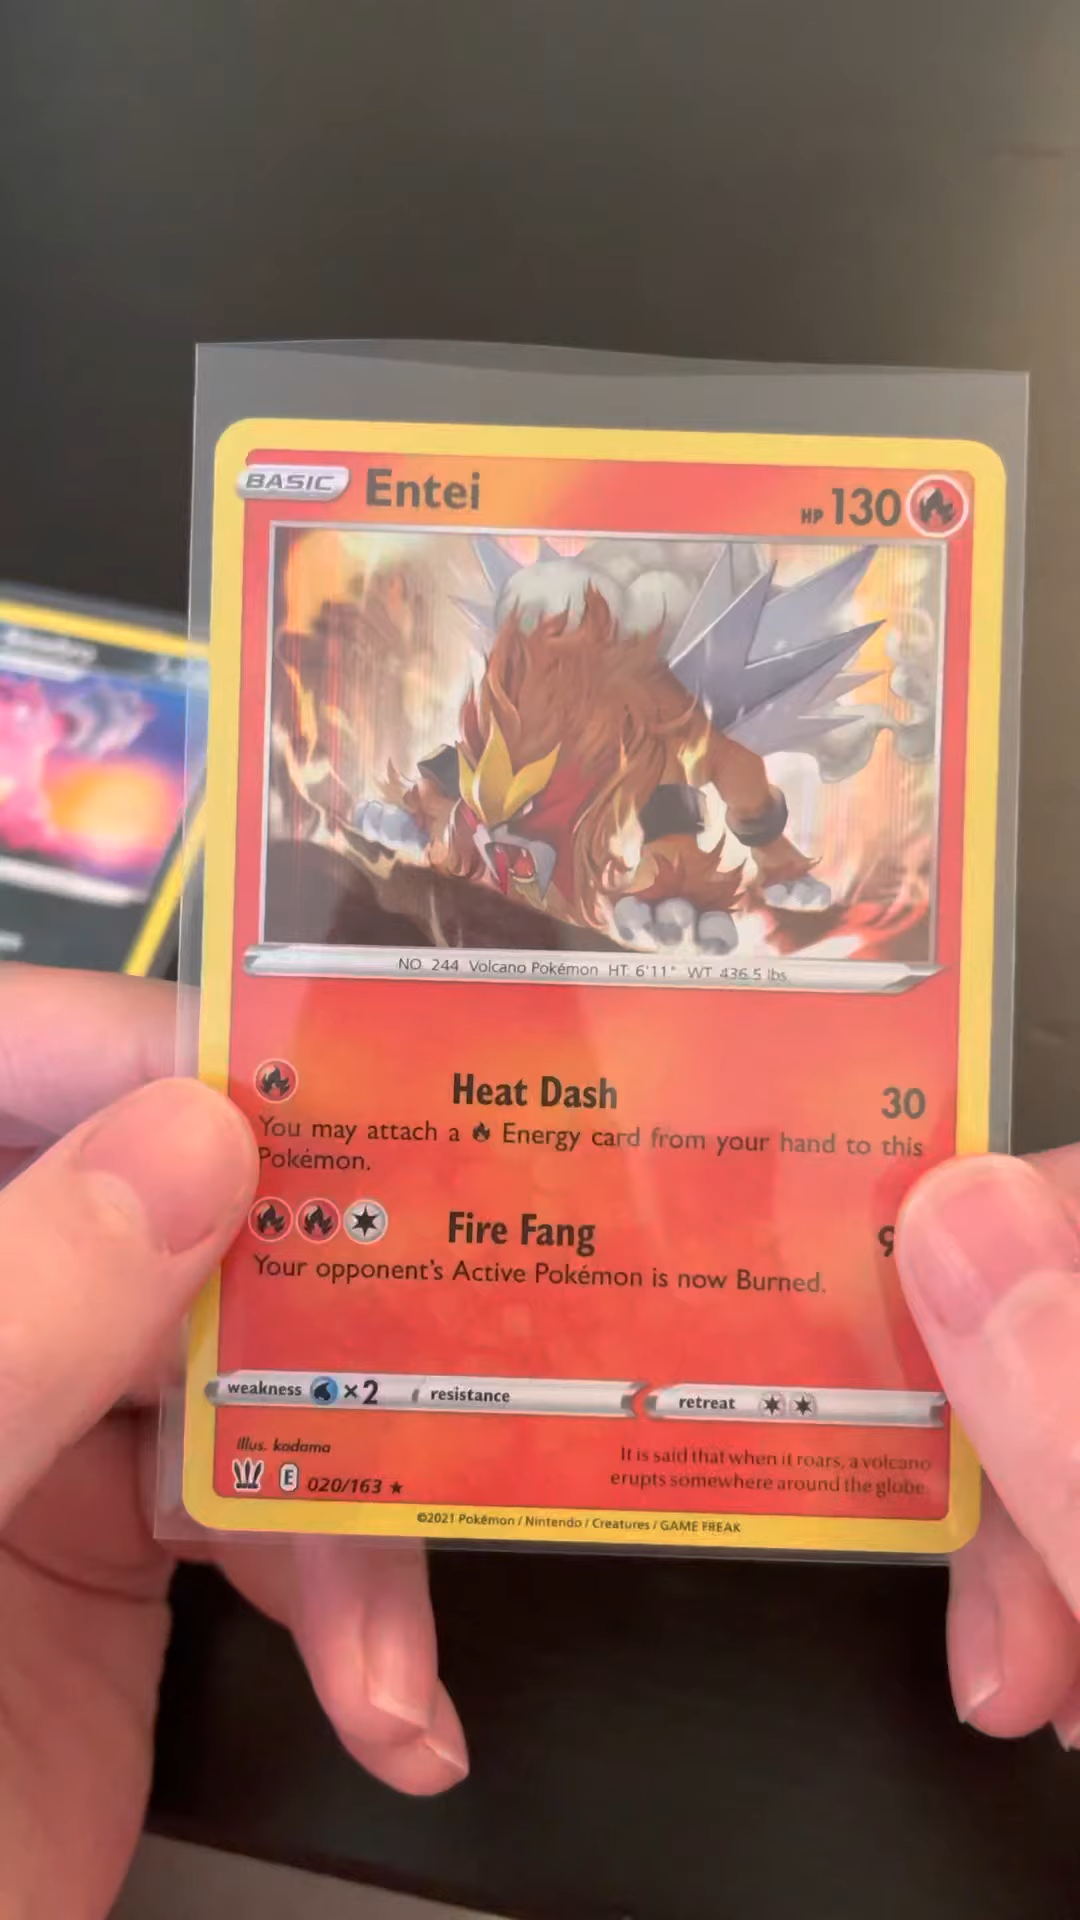 BASIC Entei HP 130
NO. 244 Volcano Pokémon HT 6'11" WT 436.5 lbs.
Heat Dash 30
You may attach a Energy card from your hand to this
Pokémon.
Fire Fang
Your opponent's Active Pokémon is now Burned.
weakness ×2 resistance retreat
Illus. kodama
It is said that when it roars, a volcano
erupts somewhere around the globe.
E 020/163 ★
©2021 Pokémon / Nintendo / Creatures / GAME FREAK